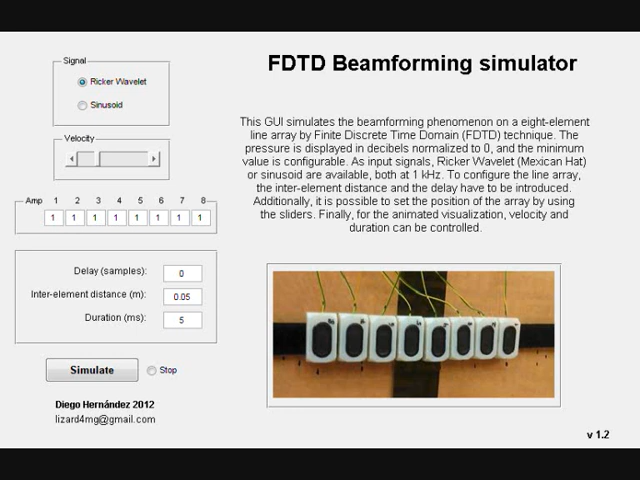 FDTD Beamforming simulator
Signal
Ricker Wavelet
Sinusoid
Velocity
Amp 1 2 3 4 5 6 7 8
1 1 1 1 1 1 1 1
Delay (samples): 0
Inter-element distance (m): 0.05
Duration (ms): 5
Simulate Stop
Diego Hernández 2012
lizard4mg@gmail.com
This GUI simulates the beamforming phenomenon on a eight-element
line array by Finite Discrete Time Domain (FDTD) technique. The
pressure is displayed in decibels normalized to 0, and the minimum
value is configurable. As input signals, Ricker Wavelet (Mexican Hat)
or sinusoid are available, both at 1 kHz. To configure the line array,
the inter-element distance and the delay have to be introduced.
Additionally, it is possible to set the position of the array by using
the sliders. Finally, for the animated visualization, velocity and
duration can be controlled.
v 1.2